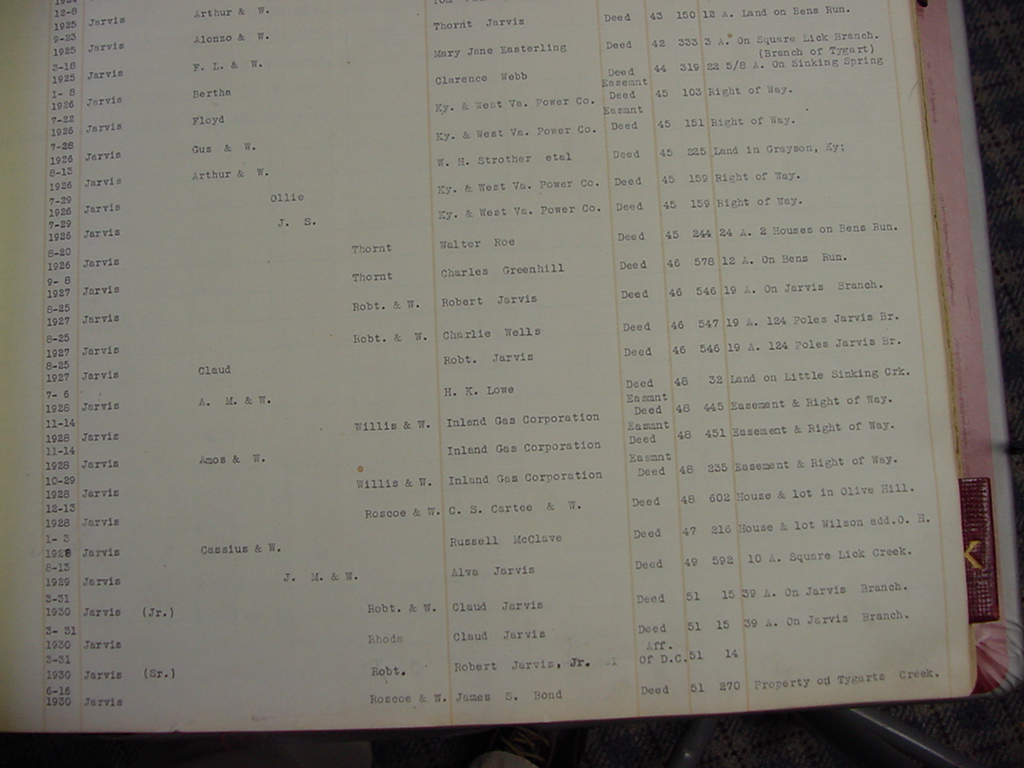 12-8
1925 Jarvis Arthur & W. Thornt Jarvis Deed 43 150 12 A. Land on Bens Run.
9-23
1925 Jarvis Alonzo & W. Mary Jane Easterling Deed 42 333 3 A. On Square Lick Branch.
(Branch of Tygart)
3-18
1925 Jarvis F. L. & W. Clarence Webb Deed 44 319 22 5/8 A. On Sinking Spring
1- 8
1926 Jarvis Bertha Ky. & West Va. Power Co. Easemnt
Deed 45 103 Right of Way.
7-22
1926 Jarvis Floyd Ky. & West Va. Power Co. Easmnt
Deed 45 151 Right of Way.
7-28
1926 Jarvis Gus & W. W. H. Strother etal Deed 45 225 Land in Grayson, Ky;
8-13
1926 Jarvis Arthur & W. Ky. & West Va. Power Co. Deed 45 159 Right of Way.
7-29
1926 Jarvis Ollie Ky. & West Va. Power Co. Deed 45 159 Right of Way.
7-29
1926 Jarvis J. S.
8-20
1926 Jarvis Thornt Walter Roe Deed 45 244 24 A. 2 Houses on Bens Run.
9- 8
1927 Jarvis Thornt Charles Greenhill Deed 46 578 12 A. On Bens Run.
8-25
1927 Jarvis Robt. & W. Robert Jarvis Deed 46 546 19 A. On Jarvis Branch.
8-25
1927 Jarvis Robt. & W. Charlie Wells Deed 46 547 19 A. 124 Poles Jarvis Br.
8-25
1927 Jarvis Claud Robt. Jarvis Deed 46 546 19 A. 124 Poles Jarvis Br.
7- 6
1928 Jarvis A. M. & W. H. K. Lowe Deed 48 32 Land on Little Sinking Crk.
11-14
1928 Jarvis Willis & W. Inland Gas Corporation Easmnt
Deed 48 445 Easement & Right of Way.
11-14
1928 Jarvis Amos & W. Inland Gas Corporation Easmnt
Deed 48 451 Easement & Right of Way.
10-29
1928 Jarvis Willis & W. Inland Gas Corporation Easmnt
Deed 48 235 Easement & Right of Way.
12-13
1928 Jarvis Roscoe & W. C. S. Cartee & W. Deed 48 602 House & lot in Olive Hill.
1- 3
1928 Jarvis Cassius & W. Russell McClave Deed 47 216 House & lot Wilson add. O. H.
8-13
1929 Jarvis J. M. & W. Alva Jarvis Deed 49 592 10 A. Square Lick Creek.
3-31
1930 Jarvis (Jr.) Robt. & W. Claud Jarvis Deed 51 15 39 A. On Jarvis Branch.
3- 31
1930 Jarvis Rhoda Claud Jarvis Deed 51 15 39 A. On Jarvis Branch.
3-31
1930 Jarvis (Sr.) Robt. Robert Jarvis, Jr. Aff.
Of D.C. 51 14
6-16
1930 Jarvis Roscoe & W. James S. Bond Deed 51 270 Property on Tygarts Creek.